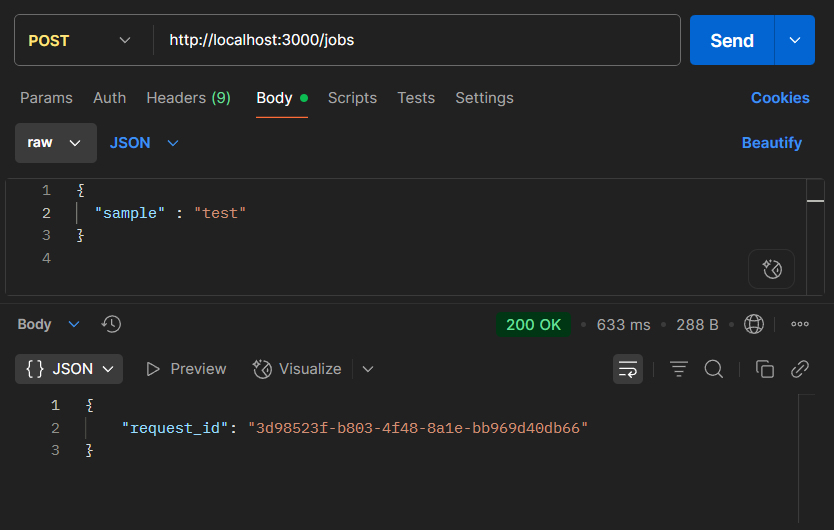 POST http://localhost:3000/jobs Send
Params Auth Headers (9) Body Scripts Tests Settings Cookies
raw JSON Beautify
1 {
2 "sample" : "test"
3 }
4
Body 200 OK 633 ms 288 B
{} JSON Preview Visualize
1 {
2 "request_id": "3d98523f-b803-4f48-8a1e-bb969d40db66"
3 }